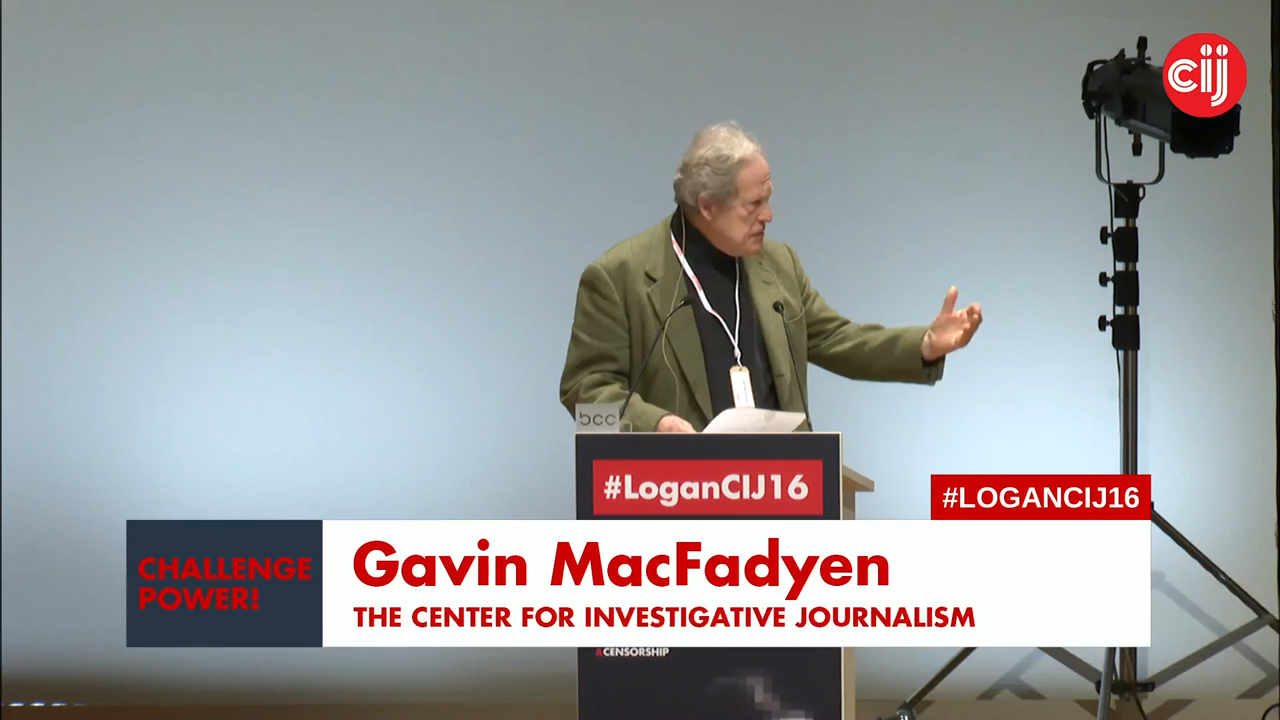 cij
bcc
#LoganCIJ16
#LOGANCIJ16
CHALLENGE
POWER!
Gavin MacFadyen
THE CENTER FOR INVESTIGATIVE JOURNALISM
&CENSORSHIP